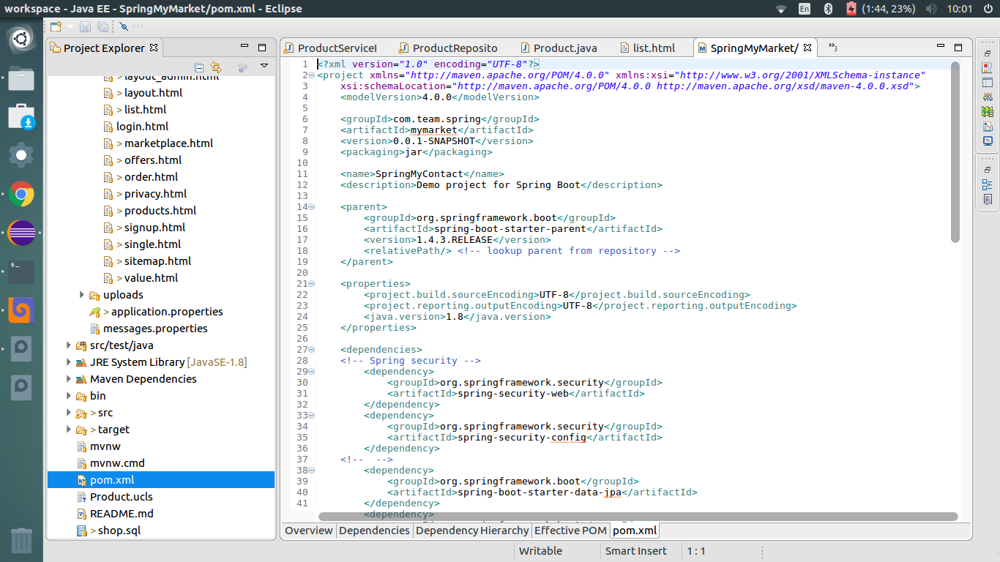 workspace - Java EE - SpringMyMarket/pom.xml - Eclipse
En
(1:44, 23%)
10:01
Project Explorer
layout_admin.html
> layout.html
> list.html
login.html
> marketplace.html
> offers.html
> order.html
> privacy.html
> products.html
> signup.html
> single.html
> sitemap.html
> value.html
uploads
> application.properties
messages.properties
src/test/java
JRE System Library [JavaSE-1.8]
Maven Dependencies
bin
> src
> target
mvnw
mvnw.cmd
pom.xml
Product.ucls
README.md
> shop.sql
ProductServiceI
ProductReposito
Product.java
list.html
SpringMyMarket/
»3
1 <?xml version="1.0" encoding="UTF-8"?>
2 <project xmlns="http://maven.apache.org/POM/4.0.0" xmlns:xsi="http://www.w3.org/2001/XMLSchema-instance"
3 xsi:schemaLocation="http://maven.apache.org/POM/4.0.0 http://maven.apache.org/xsd/maven-4.0.0.xsd">
4 <modelVersion>4.0.0</modelVersion>
5
6 <groupId>com.team.spring</groupId>
7 <artifactId>mymarket</artifactId>
8 <version>0.0.1-SNAPSHOT</version>
9 <packaging>jar</packaging>
10
11 <name>SpringMyContact</name>
12 <description>Demo project for Spring Boot</description>
13
14 <parent>
15 <groupId>org.springframework.boot</groupId>
16 <artifactId>spring-boot-starter-parent</artifactId>
17 <version>1.4.3.RELEASE</version>
18 <relativePath/> <!-- lookup parent from repository -->
19 </parent>
20
21 <properties>
22 <project.build.sourceEncoding>UTF-8</project.build.sourceEncoding>
23 <project.reporting.outputEncoding>UTF-8</project.reporting.outputEncoding>
24 <java.version>1.8</java.version>
25 </properties>
26
27 <dependencies>
28 <!-- Spring security -->
29 <dependency>
30 <groupId>org.springframework.security</groupId>
31 <artifactId>spring-security-web</artifactId>
32 </dependency>
33 <dependency>
34 <groupId>org.springframework.security</groupId>
35 <artifactId>spring-security-config</artifactId>
36 </dependency>
37 <!--  -->
38 <dependency>
39 <groupId>org.springframework.boot</groupId>
40 <artifactId>spring-boot-starter-data-jpa</artifactId>
41 </dependency>
<dependency>
Overview
Dependencies
Dependency Hierarchy
Effective POM
pom.xml
Writable
Smart Insert
1 : 1